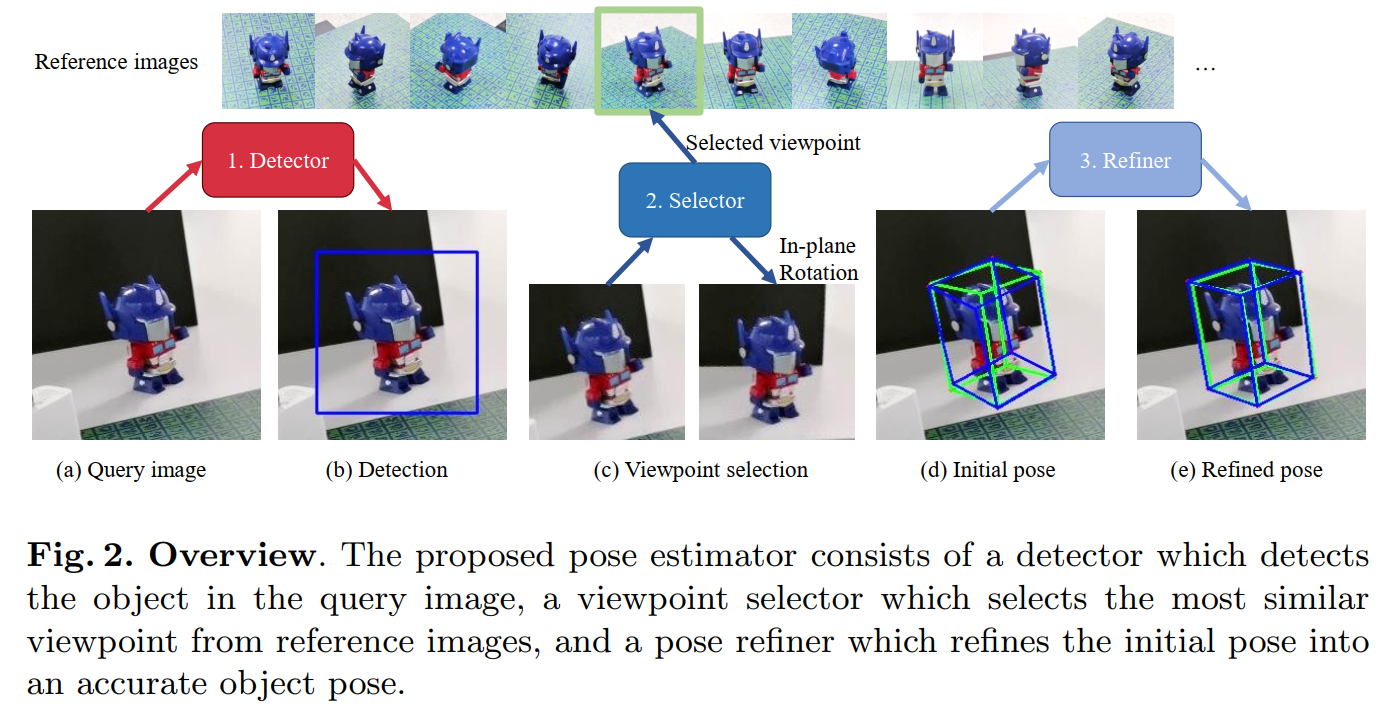 Reference images
...
1. Detector
Selected viewpoint
3. Refiner
2. Selector
In-plane
Rotation
(a) Query image
(b) Detection
(c) Viewpoint selection
(d) Initial pose
(e) Refined pose
Fig. 2. Overview. The proposed pose estimator consists of a detector which detects
the object in the query image, a viewpoint selector which selects the most similar
viewpoint from reference images, and a pose refiner which refines the initial pose into
an accurate object pose.